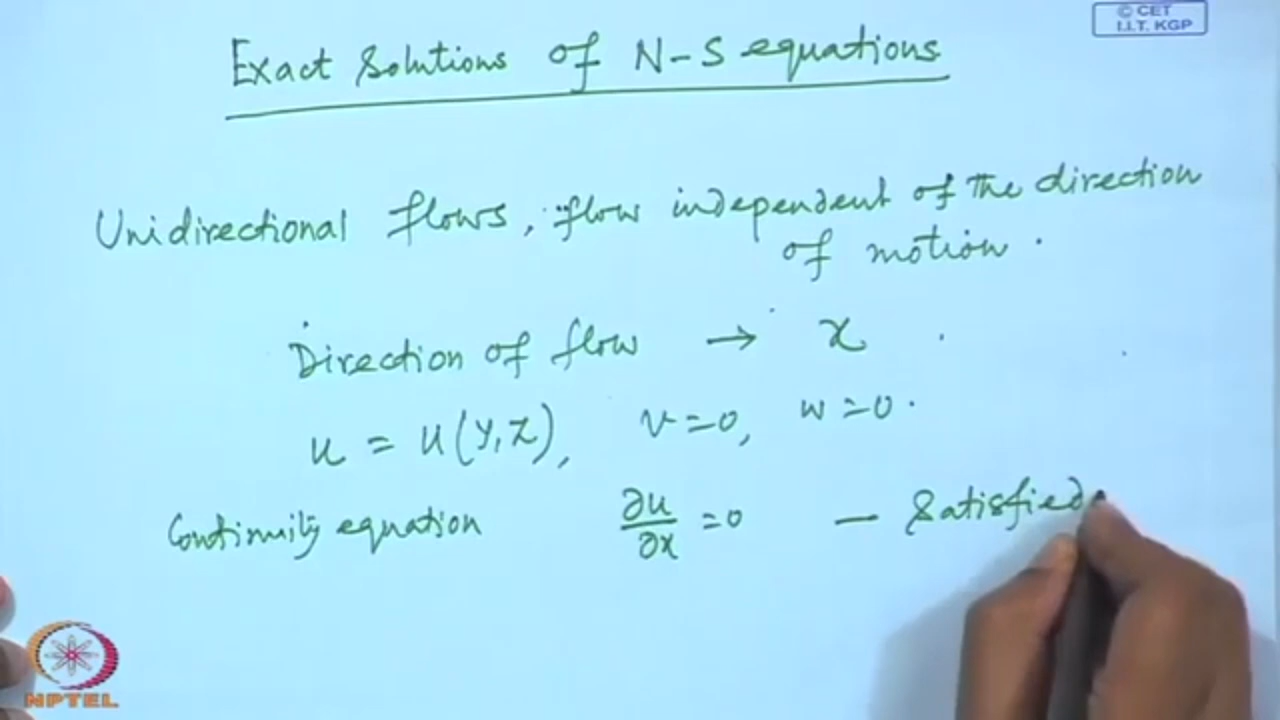 © CET
I.I.T. KGP
Exact Solutions of N-S equations
Unidirectional flows, flow independent of the direction
of motion.
Direction of flow → x
u = u(y,z), v=0, w=0.
Continuity equation ∂u/∂x =0 — Satisfied
NPTEL